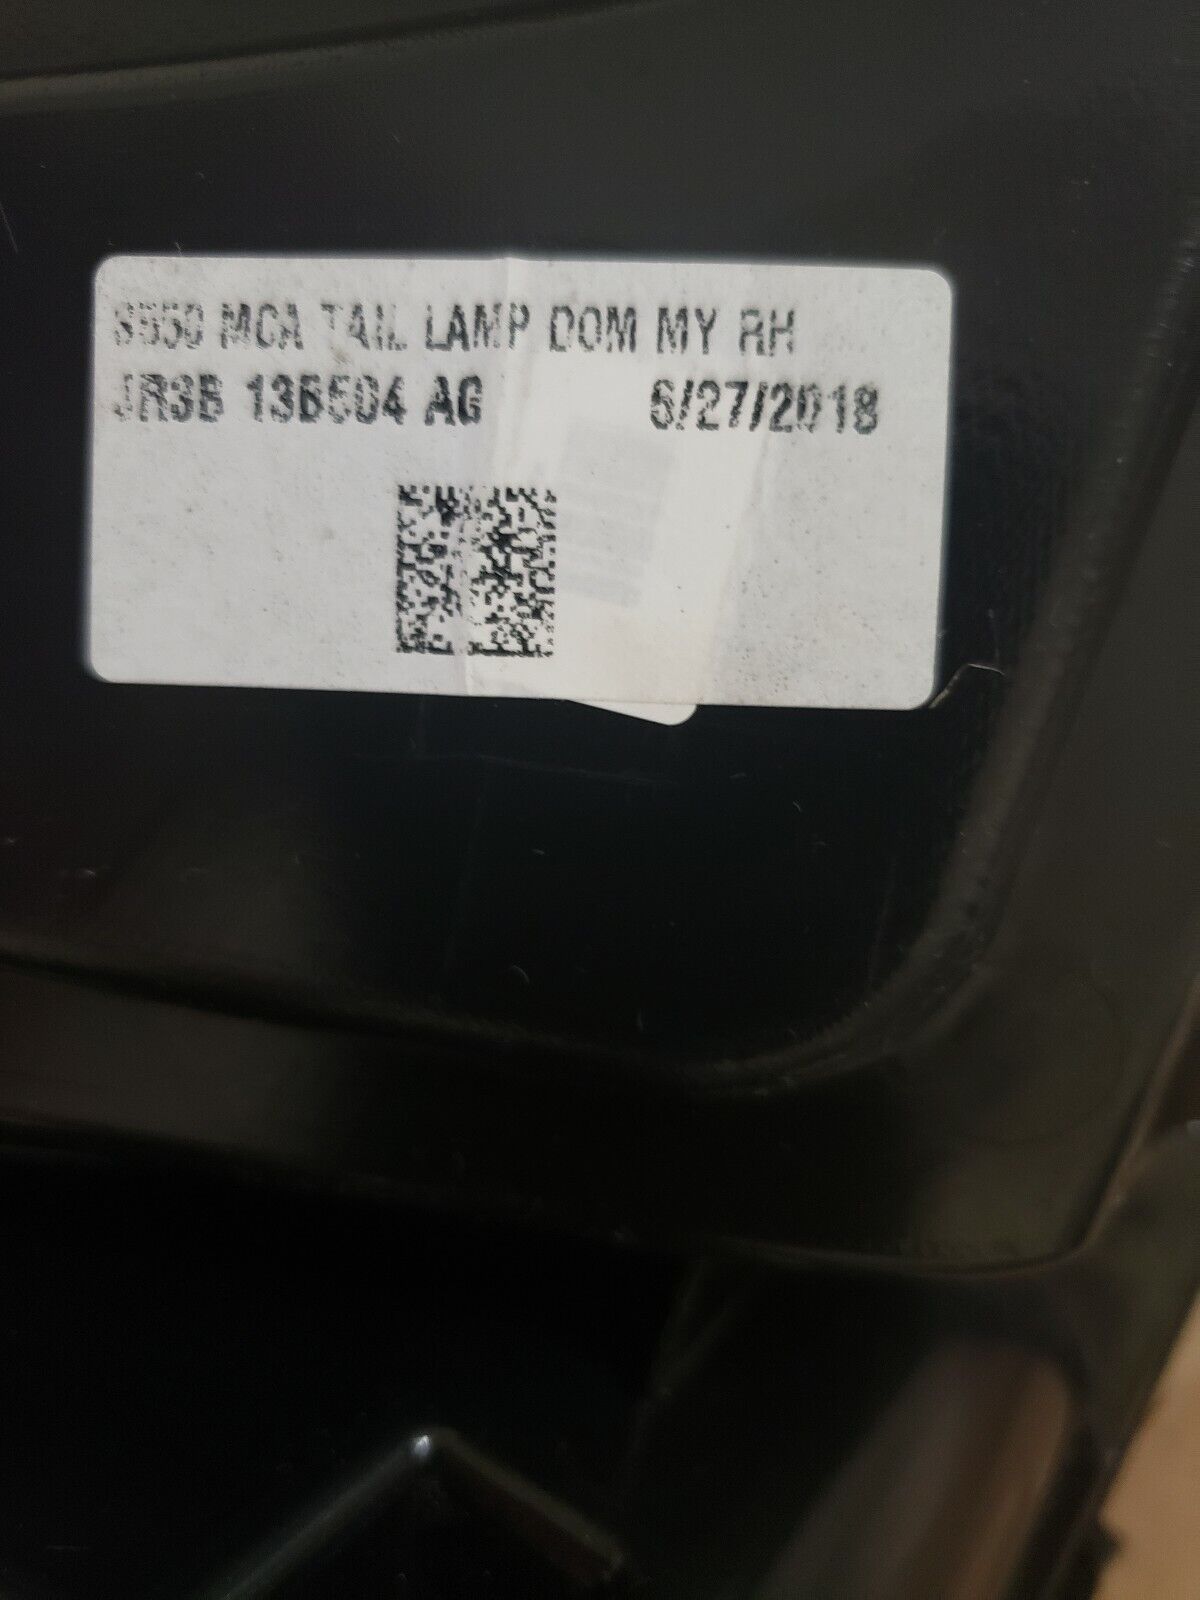 S550 MCA TAIL LAMP DOM MY RH
JR3B 13B504 AG 6/27/2018